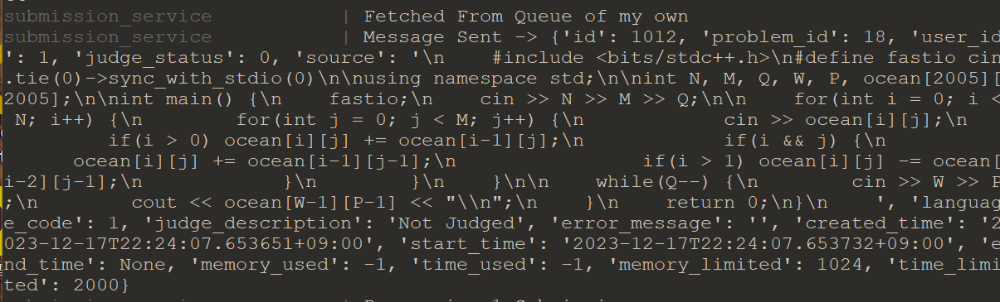 submission_service | Fetched From Queue of my own
submission_service | Message Sent -> {'id': 1012, 'problem_id': 18, 'user_id
': 1, 'judge_status': 0, 'source': '\n    #include <bits/stdc++.h>\n#define fastio cin
.tie(0)->sync_with_stdio(0)\n\nusing namespace std;\n\nint N, M, Q, W, P, ocean[2005][
2005];\n\nint main() {\n    fastio;\n    cin >> N >> M >> Q;\n\n    for(int i = 0; i <
 N; i++) {\n        for(int j = 0; j < M; j++) {\n            cin >> ocean[i][j];\n
            if(i > 0) ocean[i][j] += ocean[i-1][j];\n            if(i && j) {\n
       ocean[i][j] += ocean[i-1][j-1];\n                if(i > 1) ocean[i][j] -= ocean[
i-2][j-1];\n            }\n        }\n    }\n\n    while(Q--) {\n        cin >> W >> P
;\n        cout << ocean[W-1][P-1] << "\\n";\n    }\n    return 0;\n}\n    ', 'languag
e_code': 1, 'judge_description': 'Not Judged', 'error_message': '', 'created_time': '2
023-12-17T22:24:07.653651+09:00', 'start_time': '2023-12-17T22:24:07.653732+09:00', 'e
nd_time': None, 'memory_used': -1, 'time_used': -1, 'memory_limited': 1024, 'time_limi
ted': 2000}